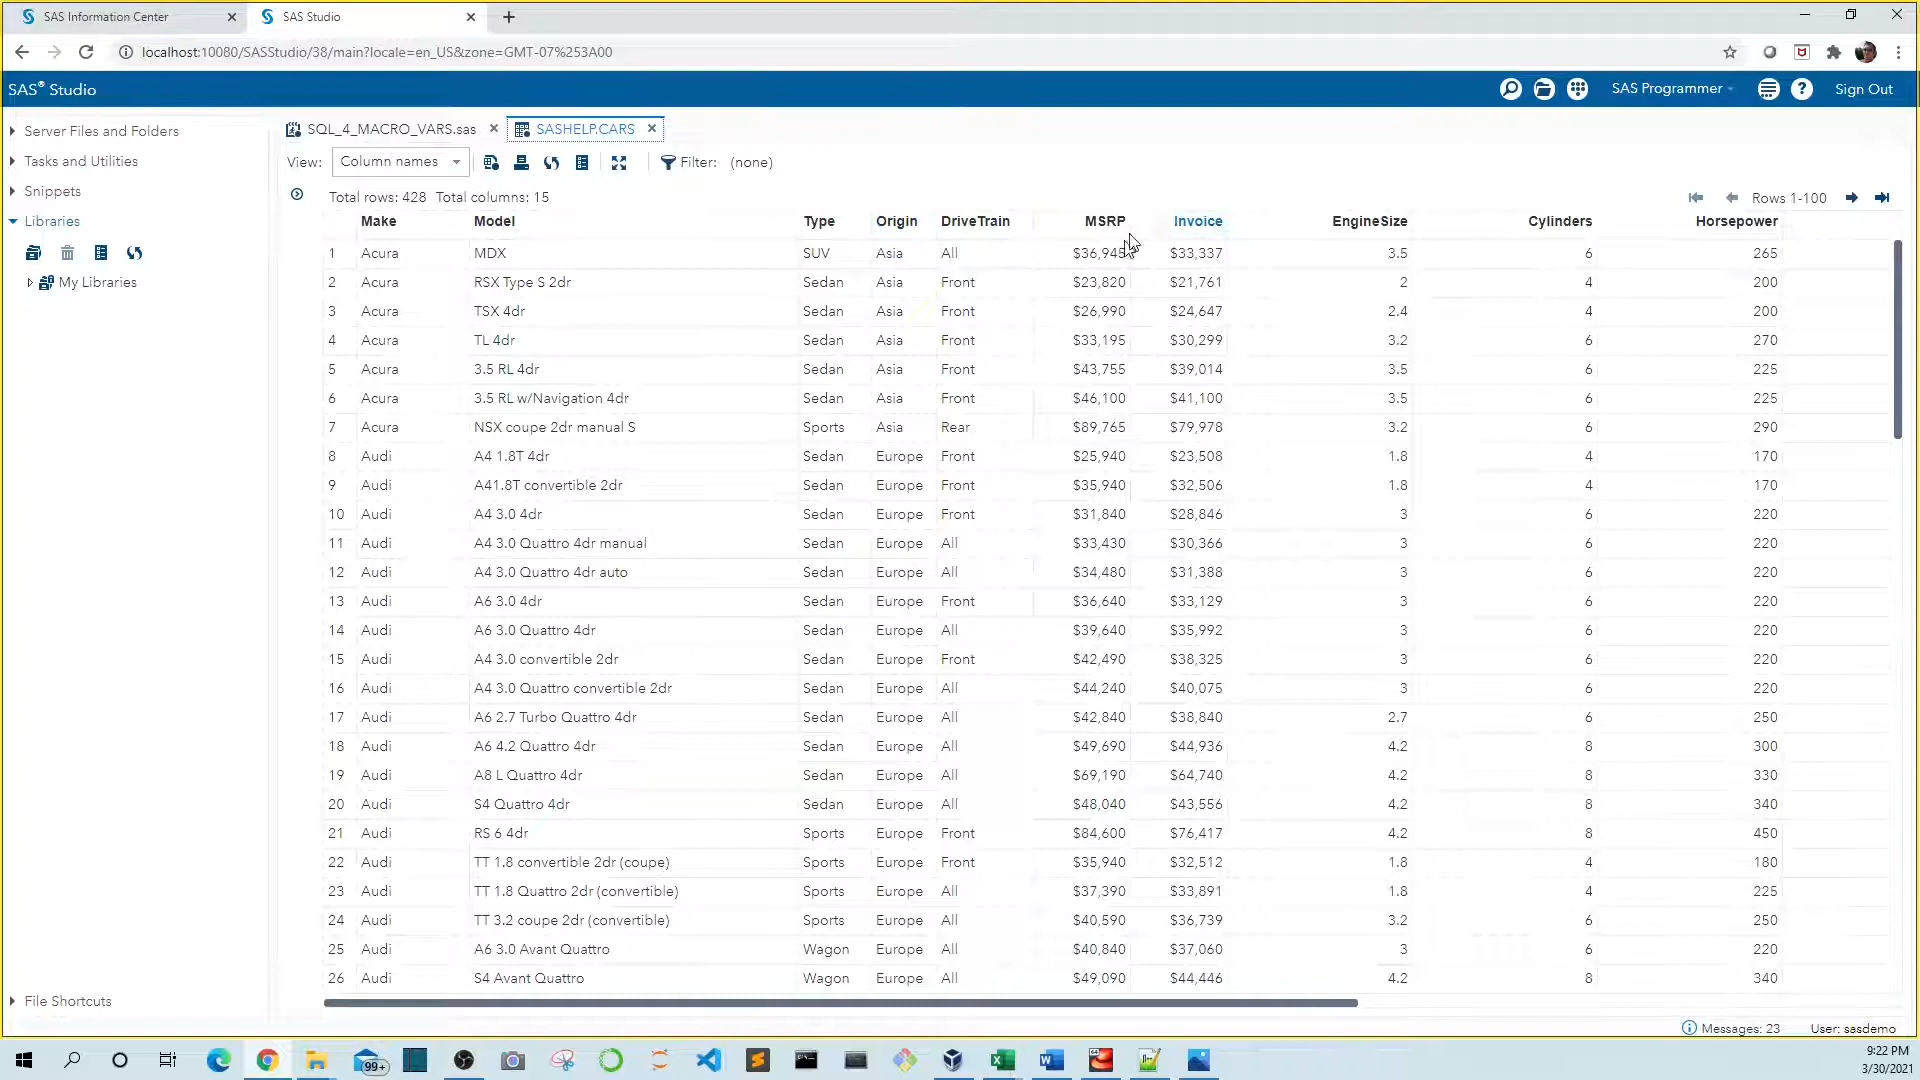 SAS Information Center
SAS Studio
localhost:10080/SASStudio/38/main?locale=en_US&zone=GMT-07%253A00
SAS® Studio
SAS Programmer
Sign Out
Server Files and Folders
Tasks and Utilities
Snippets
Libraries
My Libraries
File Shortcuts
SQL_4_MACRO_VARS.sas
SASHELP.CARS
View: Column names Filter: (none)
Total rows: 428 Total columns: 15 Rows 1-100
Make Model Type Origin DriveTrain MSRP Invoice EngineSize Cylinders Horsepower
1 Acura MDX SUV Asia All $36,945 $33,337 3.5 6 265
2 Acura RSX Type S 2dr Sedan Asia Front $23,820 $21,761 2 4 200
3 Acura TSX 4dr Sedan Asia Front $26,990 $24,647 2.4 4 200
4 Acura TL 4dr Sedan Asia Front $33,195 $30,299 3.2 6 270
5 Acura 3.5 RL 4dr Sedan Asia Front $43,755 $39,014 3.5 6 225
6 Acura 3.5 RL w/Navigation 4dr Sedan Asia Front $46,100 $41,100 3.5 6 225
7 Acura NSX coupe 2dr manual S Sports Asia Rear $89,765 $79,978 3.2 6 290
8 Audi A4 1.8T 4dr Sedan Europe Front $25,940 $23,508 1.8 4 170
9 Audi A41.8T convertible 2dr Sedan Europe Front $35,940 $32,506 1.8 4 170
10 Audi A4 3.0 4dr Sedan Europe Front $31,840 $28,846 3 6 220
11 Audi A4 3.0 Quattro 4dr manual Sedan Europe All $33,430 $30,366 3 6 220
12 Audi A4 3.0 Quattro 4dr auto Sedan Europe All $34,480 $31,388 3 6 220
13 Audi A6 3.0 4dr Sedan Europe Front $36,640 $33,129 3 6 220
14 Audi A6 3.0 Quattro 4dr Sedan Europe All $39,640 $35,992 3 6 220
15 Audi A4 3.0 convertible 2dr Sedan Europe Front $42,490 $38,325 3 6 220
16 Audi A4 3.0 Quattro convertible 2dr Sedan Europe All $44,240 $40,075 3 6 220
17 Audi A6 2.7 Turbo Quattro 4dr Sedan Europe All $42,840 $38,840 2.7 6 250
18 Audi A6 4.2 Quattro 4dr Sedan Europe All $49,690 $44,936 4.2 8 300
19 Audi A8 L Quattro 4dr Sedan Europe All $69,190 $64,740 4.2 8 330
20 Audi S4 Quattro 4dr Sedan Europe All $48,040 $43,556 4.2 8 340
21 Audi RS 6 4dr Sports Europe Front $84,600 $76,417 4.2 8 450
22 Audi TT 1.8 convertible 2dr (coupe) Sports Europe Front $35,940 $32,512 1.8 4 180
23 Audi TT 1.8 Quattro 2dr (convertible) Sports Europe All $37,390 $33,891 1.8 4 225
24 Audi TT 3.2 coupe 2dr (convertible) Sports Europe All $40,590 $36,739 3.2 6 250
25 Audi A6 3.0 Avant Quattro Wagon Europe All $40,840 $37,060 3 6 220
26 Audi S4 Avant Quattro Wagon Europe All $49,090 $44,446 4.2 8 340
Messages: 23 User: sasdemo
99+
9:22 PM
3/30/2021